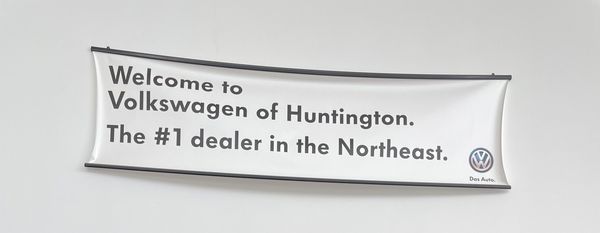 Welcome to
Volkswagen of Huntington.
The #1 dealer in the Northeast.
Das Auto.